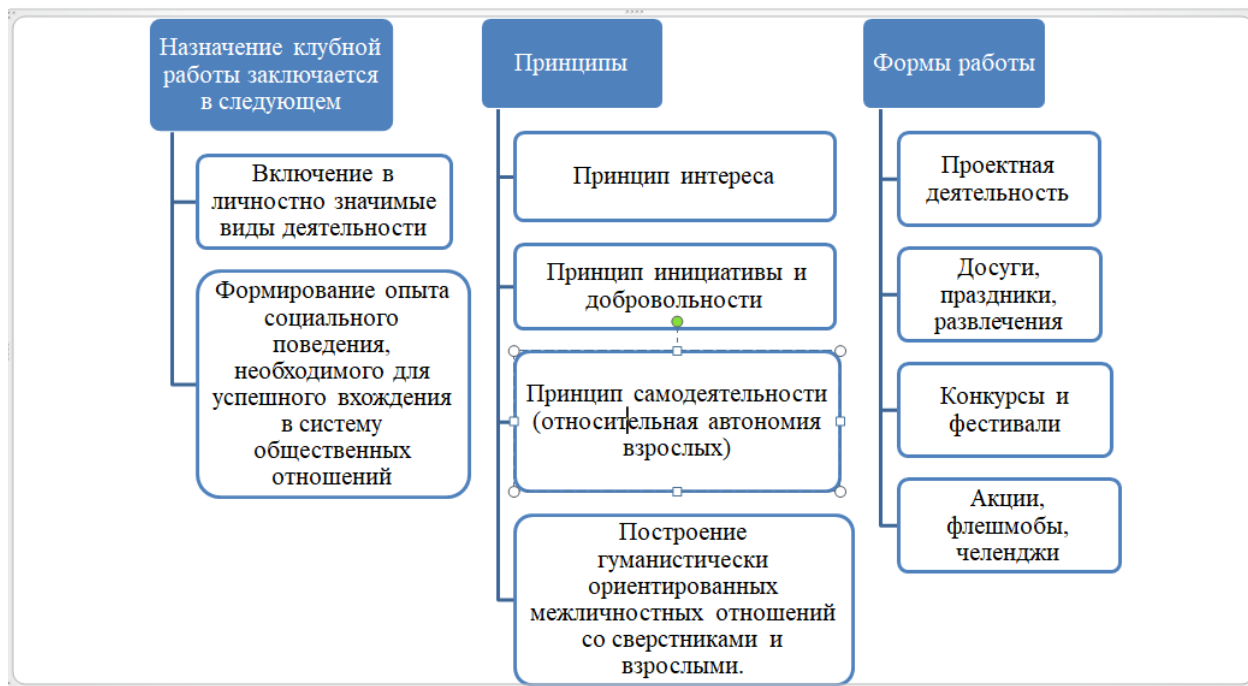 Назначение клубной
работы заключается
в следующем
Включение в
личностно значимые
виды деятельности
Формирование опыта
социального
поведения,
необходимого для
успешного вхождения
в систему
общественных
отношений
Принципы
Принцип интереса
Принцип инициативы и
добровольности
Принцип самодеятельности
(относительная автономия
взрослых)
Построение
гуманистически
ориентированных
межличностных отношений
со сверстниками и
взрослыми.
Формы работы
Проектная
деятельность
Досуги,
праздники,
развлечения
Конкурсы и
фестивали
Акции,
флешмобы,
челенджи